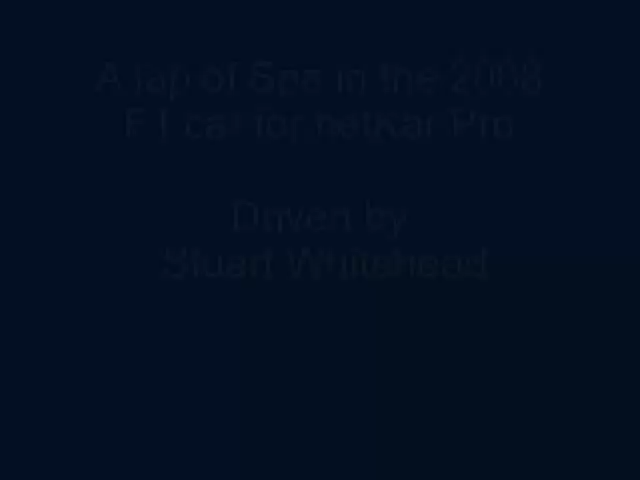 A lap of Spa in the 2008
F1 car for netKar Pro
Driven by
Stuart Whitehead